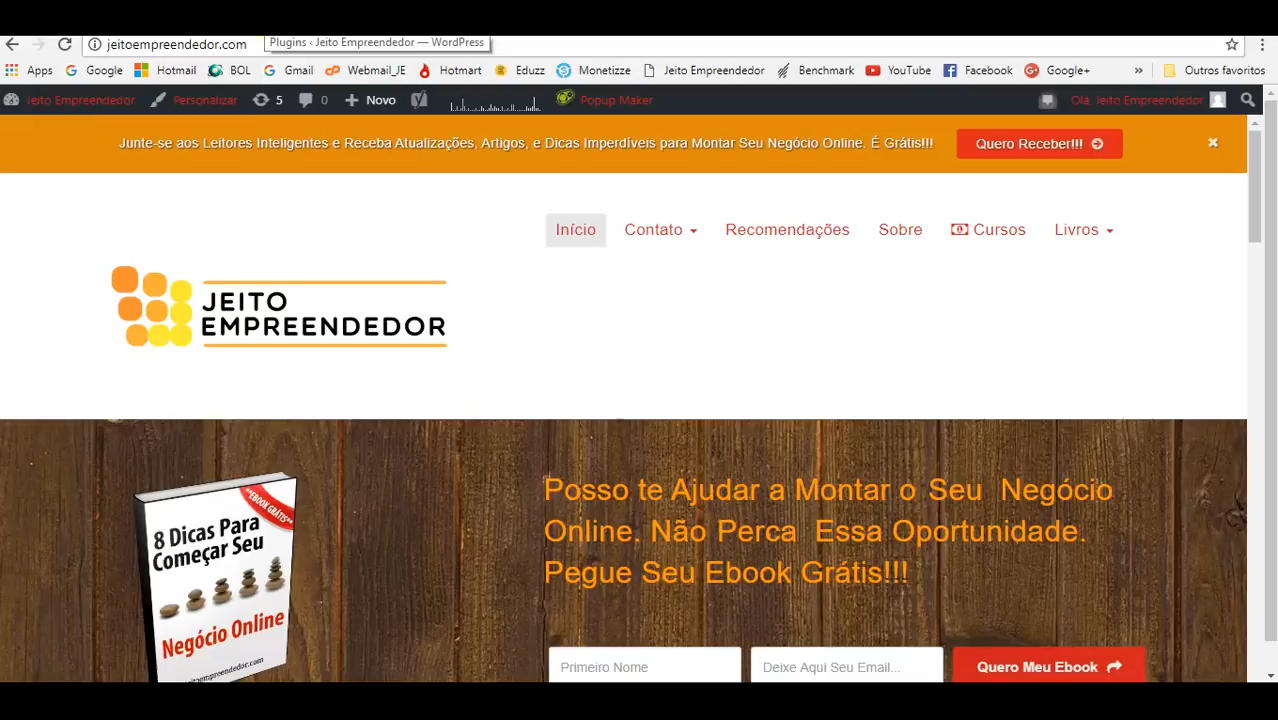 jeitoempreendedor.com
Plugins ‹ Jeito Empreendedor — WordPress
Apps Google Hotmail BOL Gmail Webmail_JE Hotmart Eduzz Monetizze Jeito Empreendedor Benchmark YouTube Facebook Google+ » Outros favoritos
Jeito Empreendedor Personalizar 5 0 Novo Popup Maker Olá, Jeito Empreendedor
Junte-se aos Leitores Inteligentes e Receba Atualizações, Artigos, e Dicas Imperdíveis para Montar Seu Negócio Online. É Grátis!!! Quero Receber!!!
Início Contato Recomendações Sobre Cursos Livros
JEITO
EMPREENDEDOR
**EBOOK GRÁTIS**
8 Dicas Para
Começar Seu
Negócio Online
jeitoempreendedor.com
Posso te Ajudar a Montar o Seu Negócio
Online. Não Perca Essa Oportunidade.
Pegue Seu Ebook Grátis!!!
Primeiro Nome Deixe Aqui Seu Email... Quero Meu Ebook